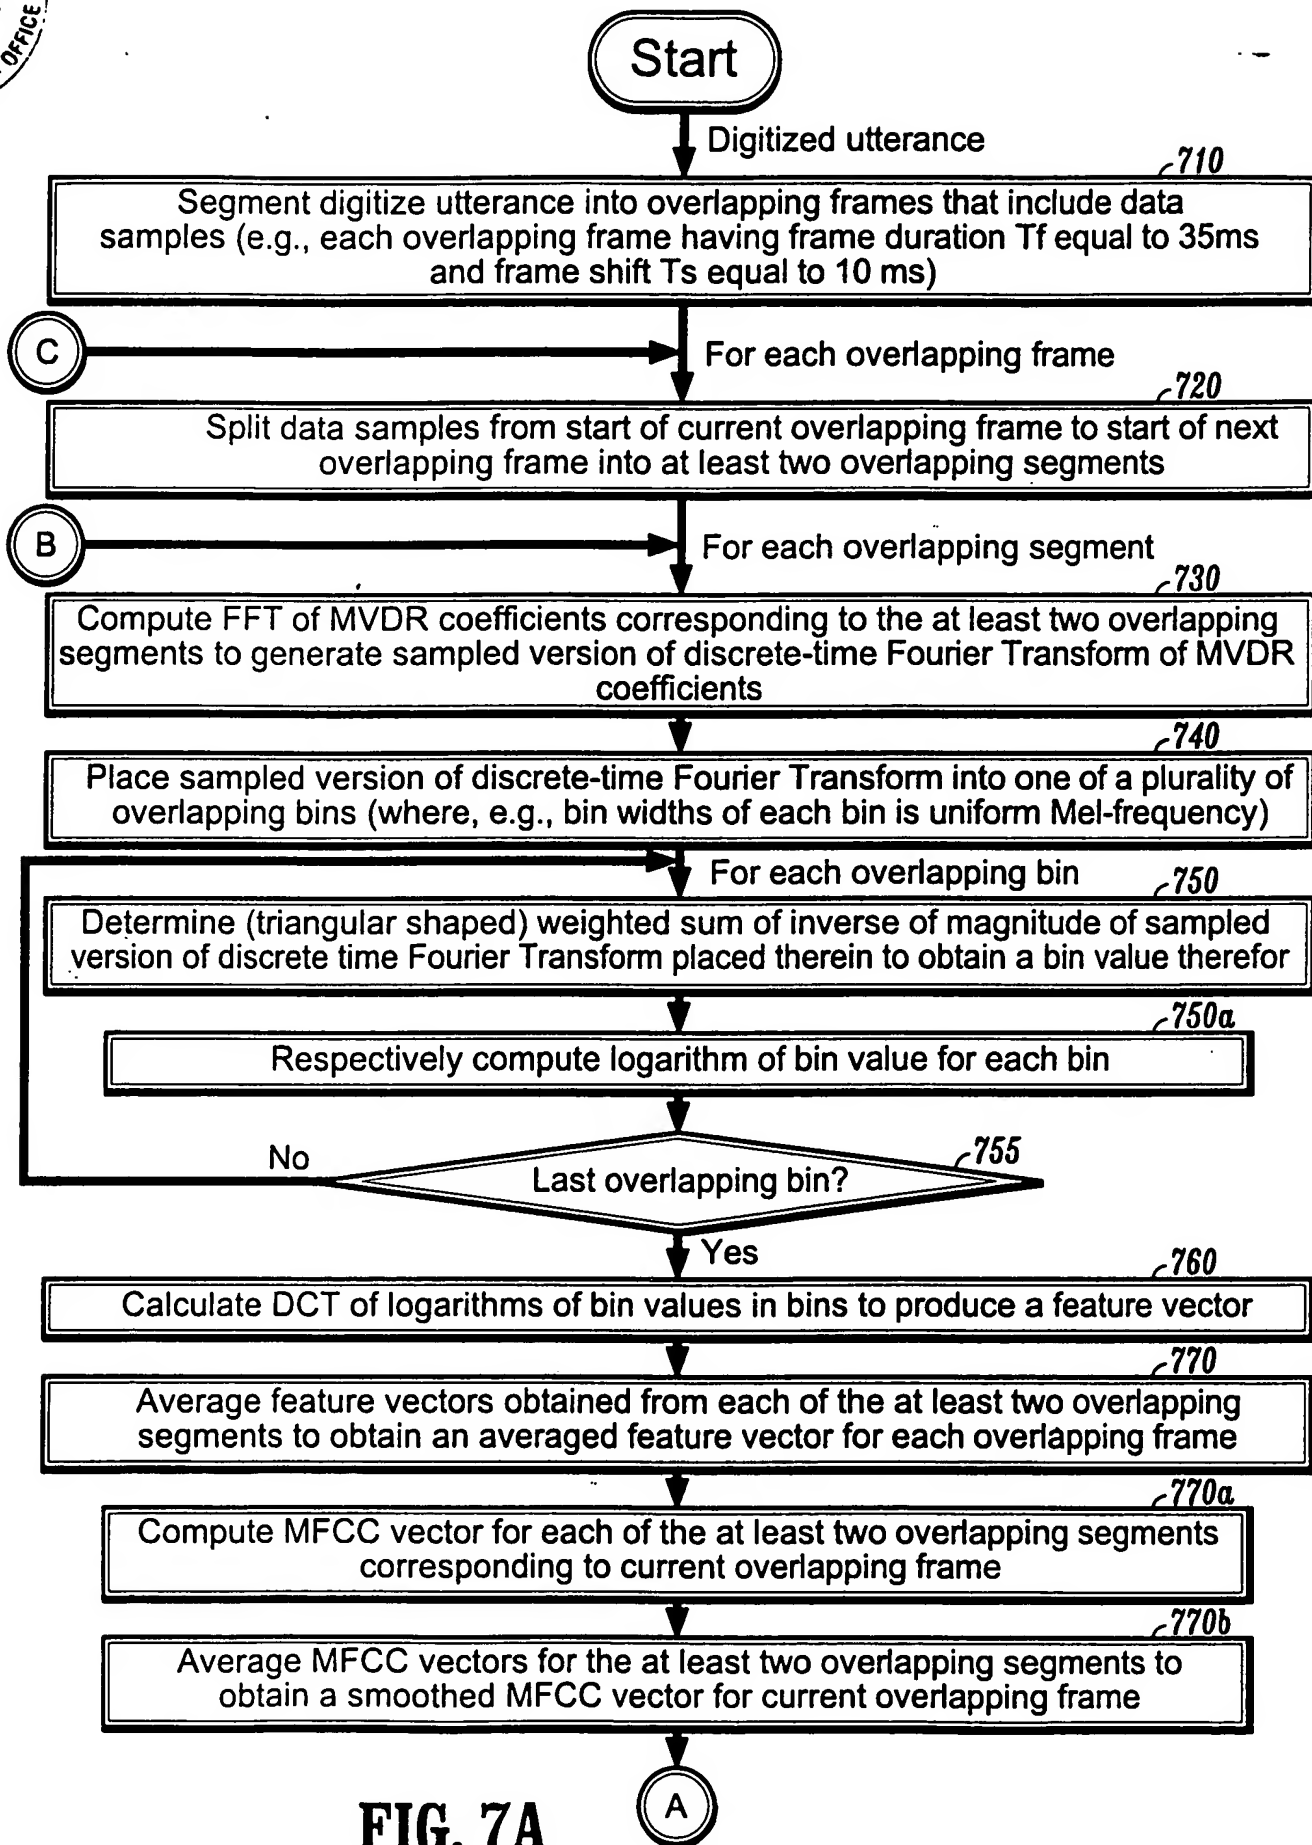 OFFICE
Start
Digitized utterance
710
Segment digitize utterance into overlapping frames that include data
samples (e.g., each overlapping frame having frame duration Tf equal to 35ms
and frame shift Ts equal to 10 ms)
C
For each overlapping frame
720
Split data samples from start of current overlapping frame to start of next
overlapping frame into at least two overlapping segments
B
For each overlapping segment
730
Compute FFT of MVDR coefficients corresponding to the at least two overlapping
segments to generate sampled version of discrete-time Fourier Transform of MVDR
coefficients
740
Place sampled version of discrete-time Fourier Transform into one of a plurality of
overlapping bins (where, e.g., bin widths of each bin is uniform Mel-frequency)
For each overlapping bin
750
Determine (triangular shaped) weighted sum of inverse of magnitude of sampled
version of discrete time Fourier Transform placed therein to obtain a bin value therefor
750a
Respectively compute logarithm of bin value for each bin
755
No
Last overlapping bin?
Yes
760
Calculate DCT of logarithms of bin values in bins to produce a feature vector
770
Average feature vectors obtained from each of the at least two overlapping
segments to obtain an averaged feature vector for each overlapping frame
770a
Compute MFCC vector for each of the at least two overlapping segments
corresponding to current overlapping frame
770b
Average MFCC vectors for the at least two overlapping segments to
obtain a smoothed MFCC vector for current overlapping frame
A
FIG. 7A